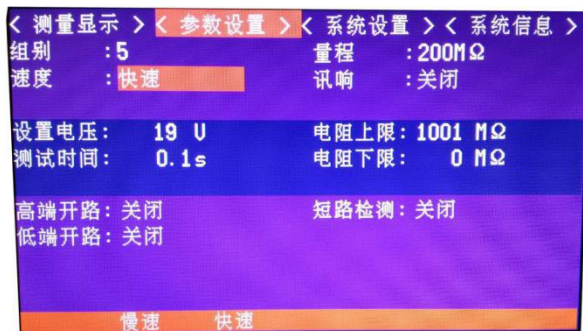 < 测量显示 > < 参数设置 > < 系统设置 > < 系统信息 >
组别 :5 量程 :200MΩ
速度 :快速 讯响 :关闭
设置电压: 19 V 电阻上限: 1001 MΩ
测试时间: 0.1s 电阻下限: 0 MΩ
高端开路: 关闭 短路检测: 关闭
低端开路: 关闭
慢速 快速